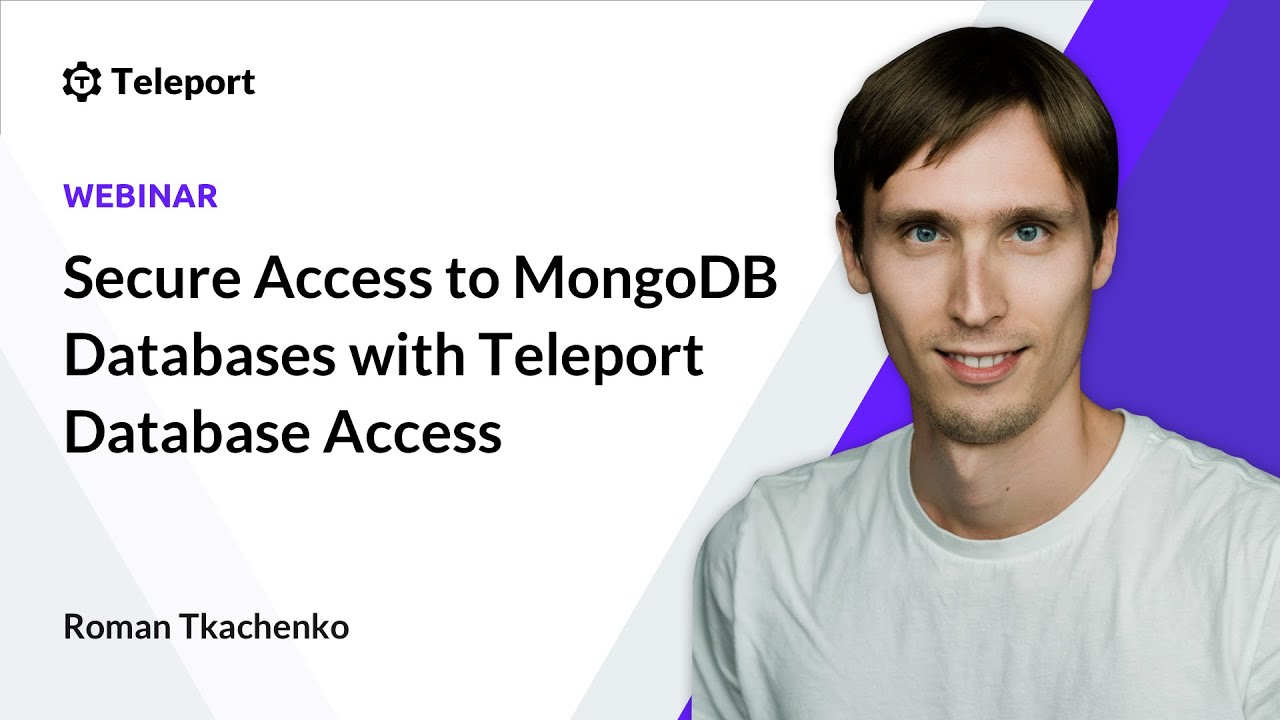 Teleport
WEBINAR
Secure Access to MongoDB
Databases with Teleport
Database Access
Roman Tkachenko